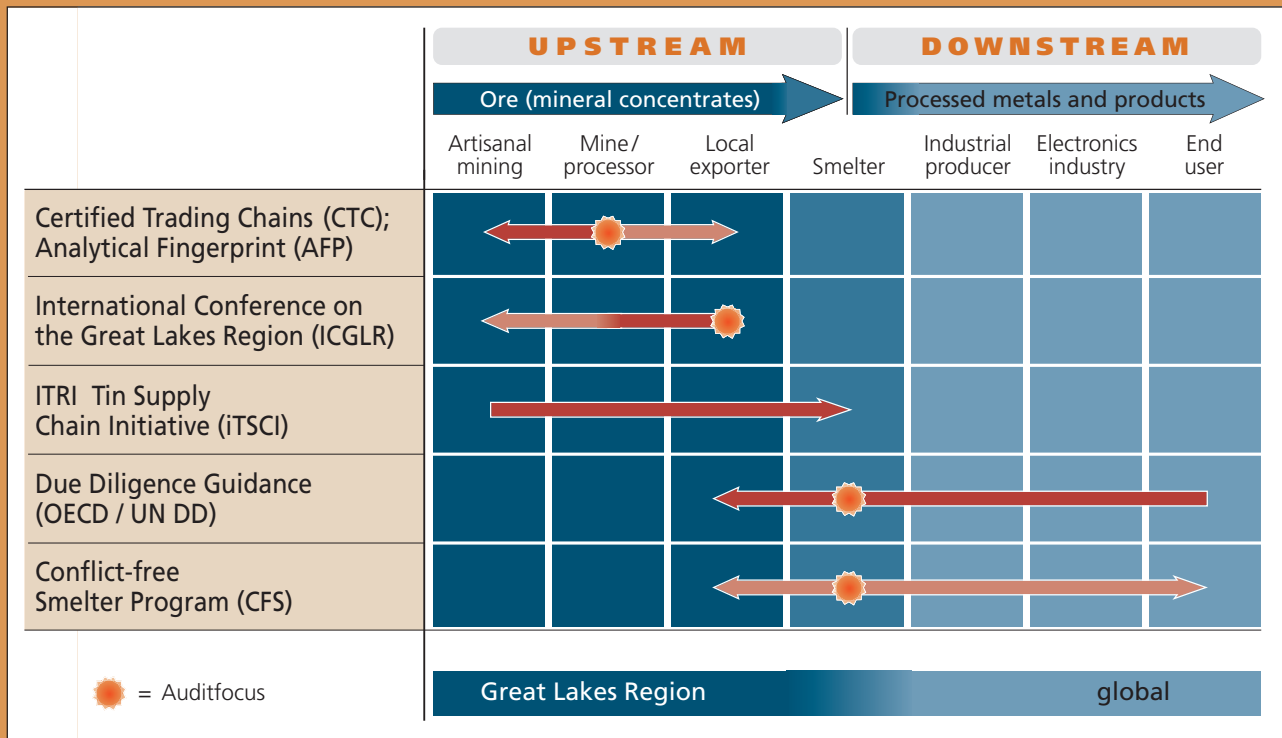 UPSTREAM
DOWNSTREAM
Ore (mineral concentrates)
Processed metals and products
Artisanal
mining
Mine/
processor
Local
exporter
Smelter
Industrial
producer
Electronics
industry
End
user
Certified Trading Chains (CTC);
Analytical Fingerprint (AFP)
International Conference on
the Great Lakes Region (ICGLR)
ITRI Tin Supply
Chain Initiative (iTSCI)
Due Diligence Guidance
(OECD / UN DD)
Conflict-free
Smelter Program (CFS)
= Auditfocus
Great Lakes Region
global